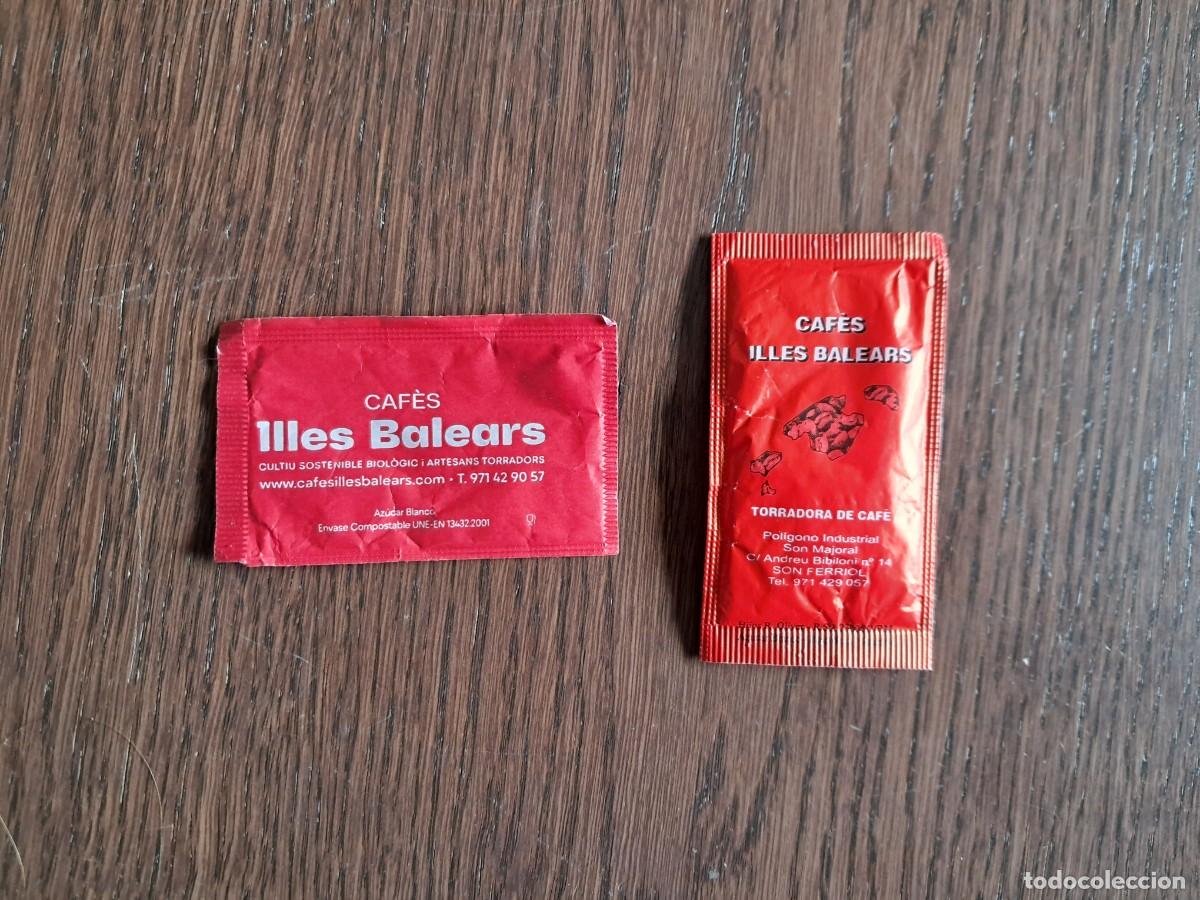 CAFÈS
Illes Balears
CULTIU SOSTENIBLE BIOLÒGIC i ARTESANS TORRADORS
www.cafesillesbalears.com • T. 971 42 90 57
Azúcar Blanco
Envase Compostable UNE-EN 13432:2001
CAFÈS
ILLES BALEARS
TORRADORA DE CAFÈ
Polígono Industrial
Son Majoral
C/ Andreu Bibiloni nº 14
SON FERRIOL
Tel. 971 429 057
todocoleccion